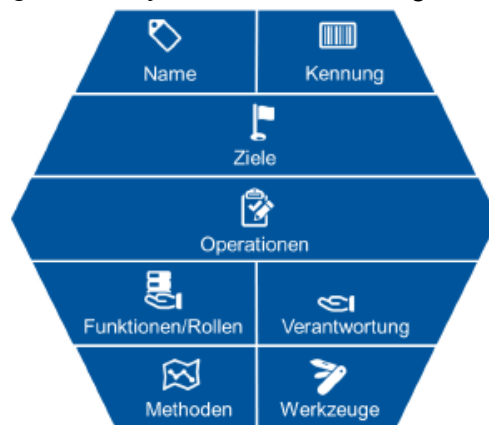 Name
Kennung
Ziele
Operationen
Funktionen/Rollen
Verantwortung
Methoden
Werkzeuge